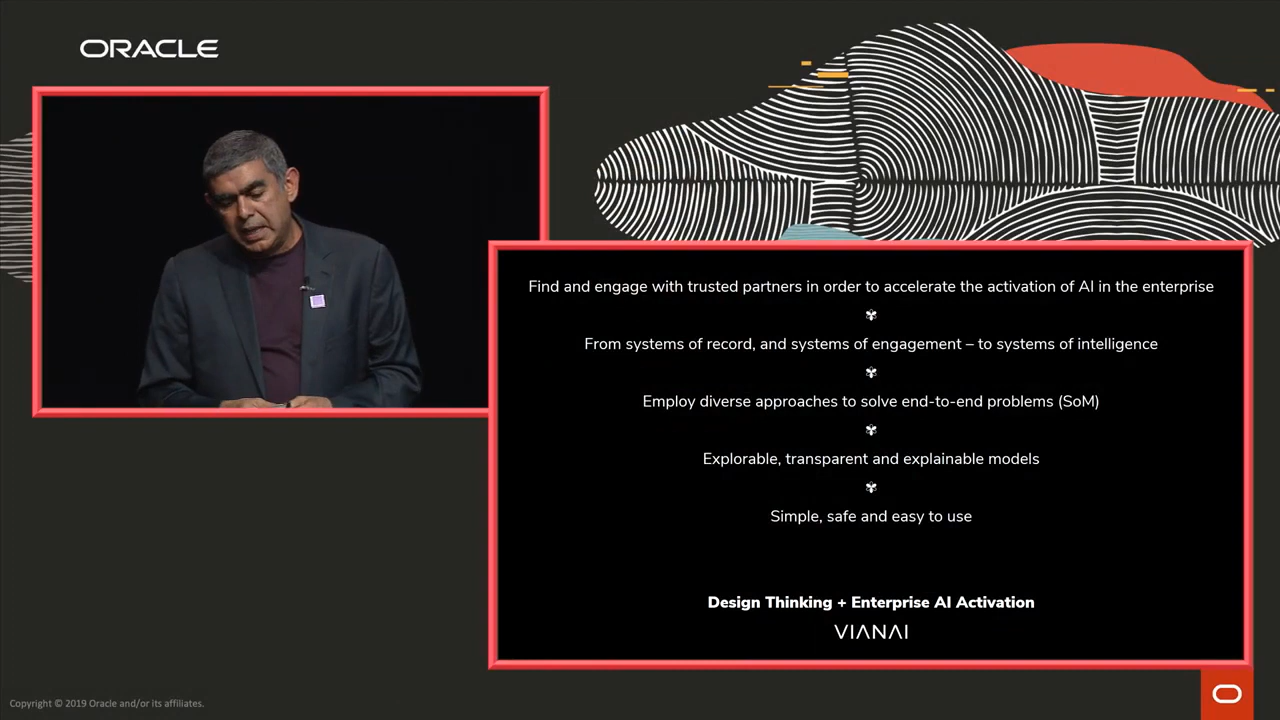 ORACLE
Find and engage with trusted partners in order to accelerate the activation of AI in the enterprise
From systems of record, and systems of engagement – to systems of intelligence
Employ diverse approaches to solve end-to-end problems (SoM)
Explorable, transparent and explainable models
Simple, safe and easy to use
Design Thinking + Enterprise AI Activation
VIANAI
Copyright © 2019 Oracle and/or its affiliates.